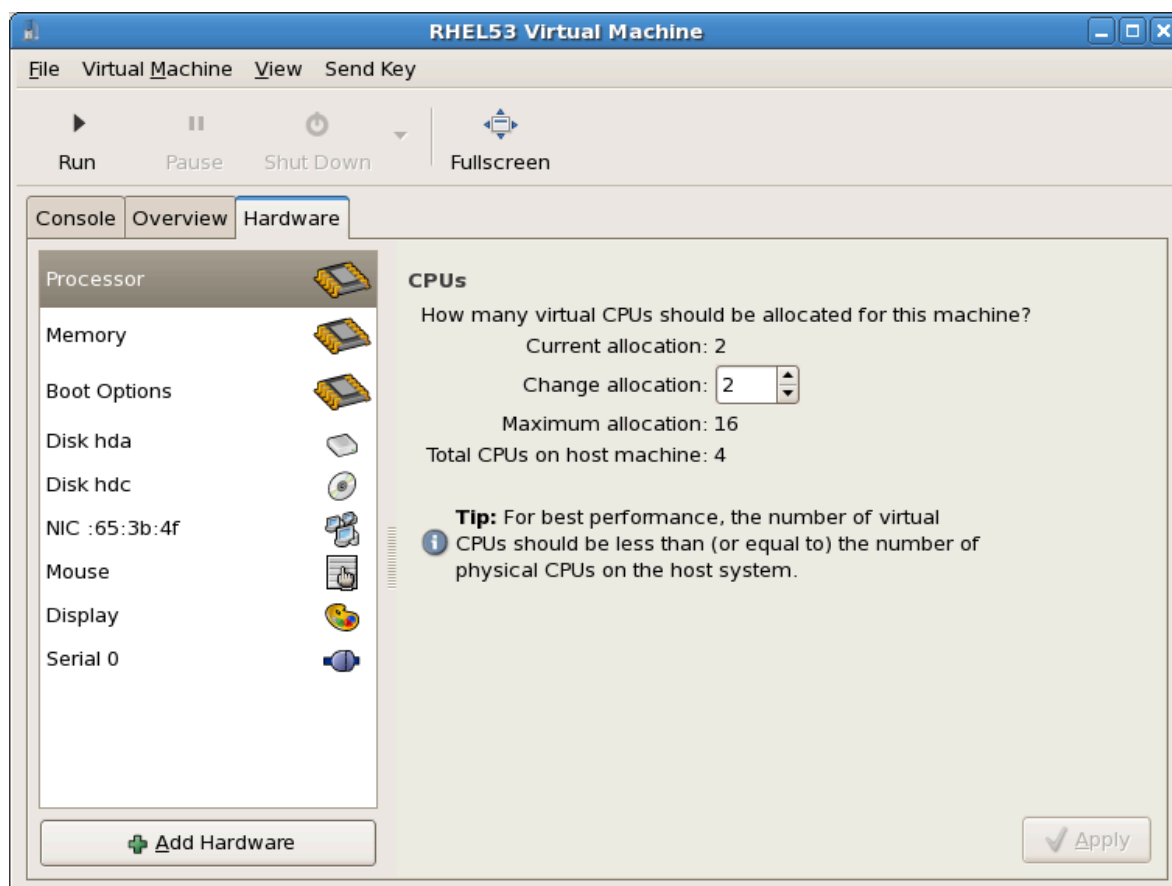 RHEL53 Virtual Machine
File Virtual Machine View Send Key
Run Pause Shut Down Fullscreen
Console Overview Hardware
Processor
Memory
Boot Options
Disk hda
Disk hdc
NIC :65:3b:4f
Mouse
Display
Serial 0
Add Hardware
CPUs
How many virtual CPUs should be allocated for this machine?
Current allocation: 2
Change allocation: 2
Maximum allocation: 16
Total CPUs on host machine: 4
Tip: For best performance, the number of virtual
CPUs should be less than (or equal to) the number of
physical CPUs on the host system.
Apply